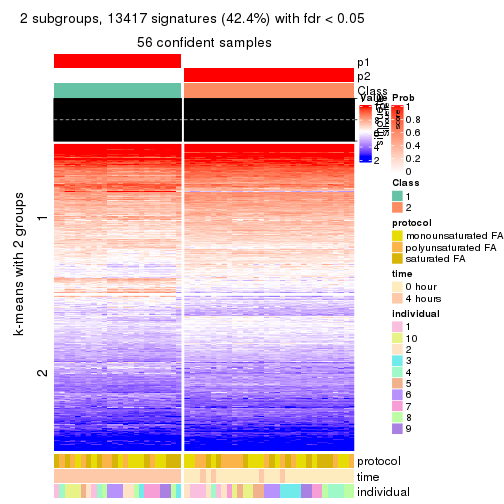 2 subgroups, 13417 signatures (42.4%) with fdr < 0.05
56 confident samples
p1
p2
Class
k-means with 2 groups
1
2
Value
2
Prob
1
0.8
0.6
0.4
0.2
0
Class
1
2
protocol
monounsaturated FA
polyunsaturated FA
saturated FA
time
0 hour
4 hours
individual
1
10
2
3
4
5
6
7
8
9
protocol
time
individual